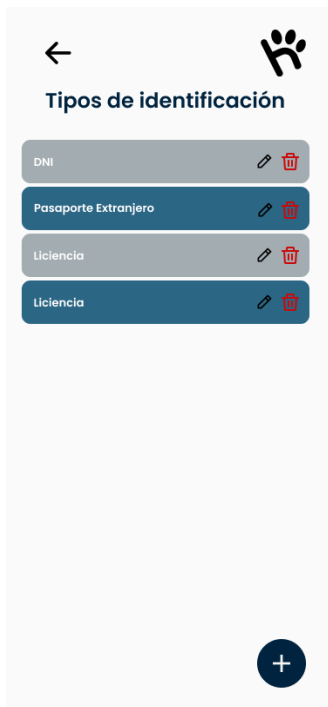 Tipos de identificación
DNI
Pasaporte Extranjero
Liciencia
Liciencia